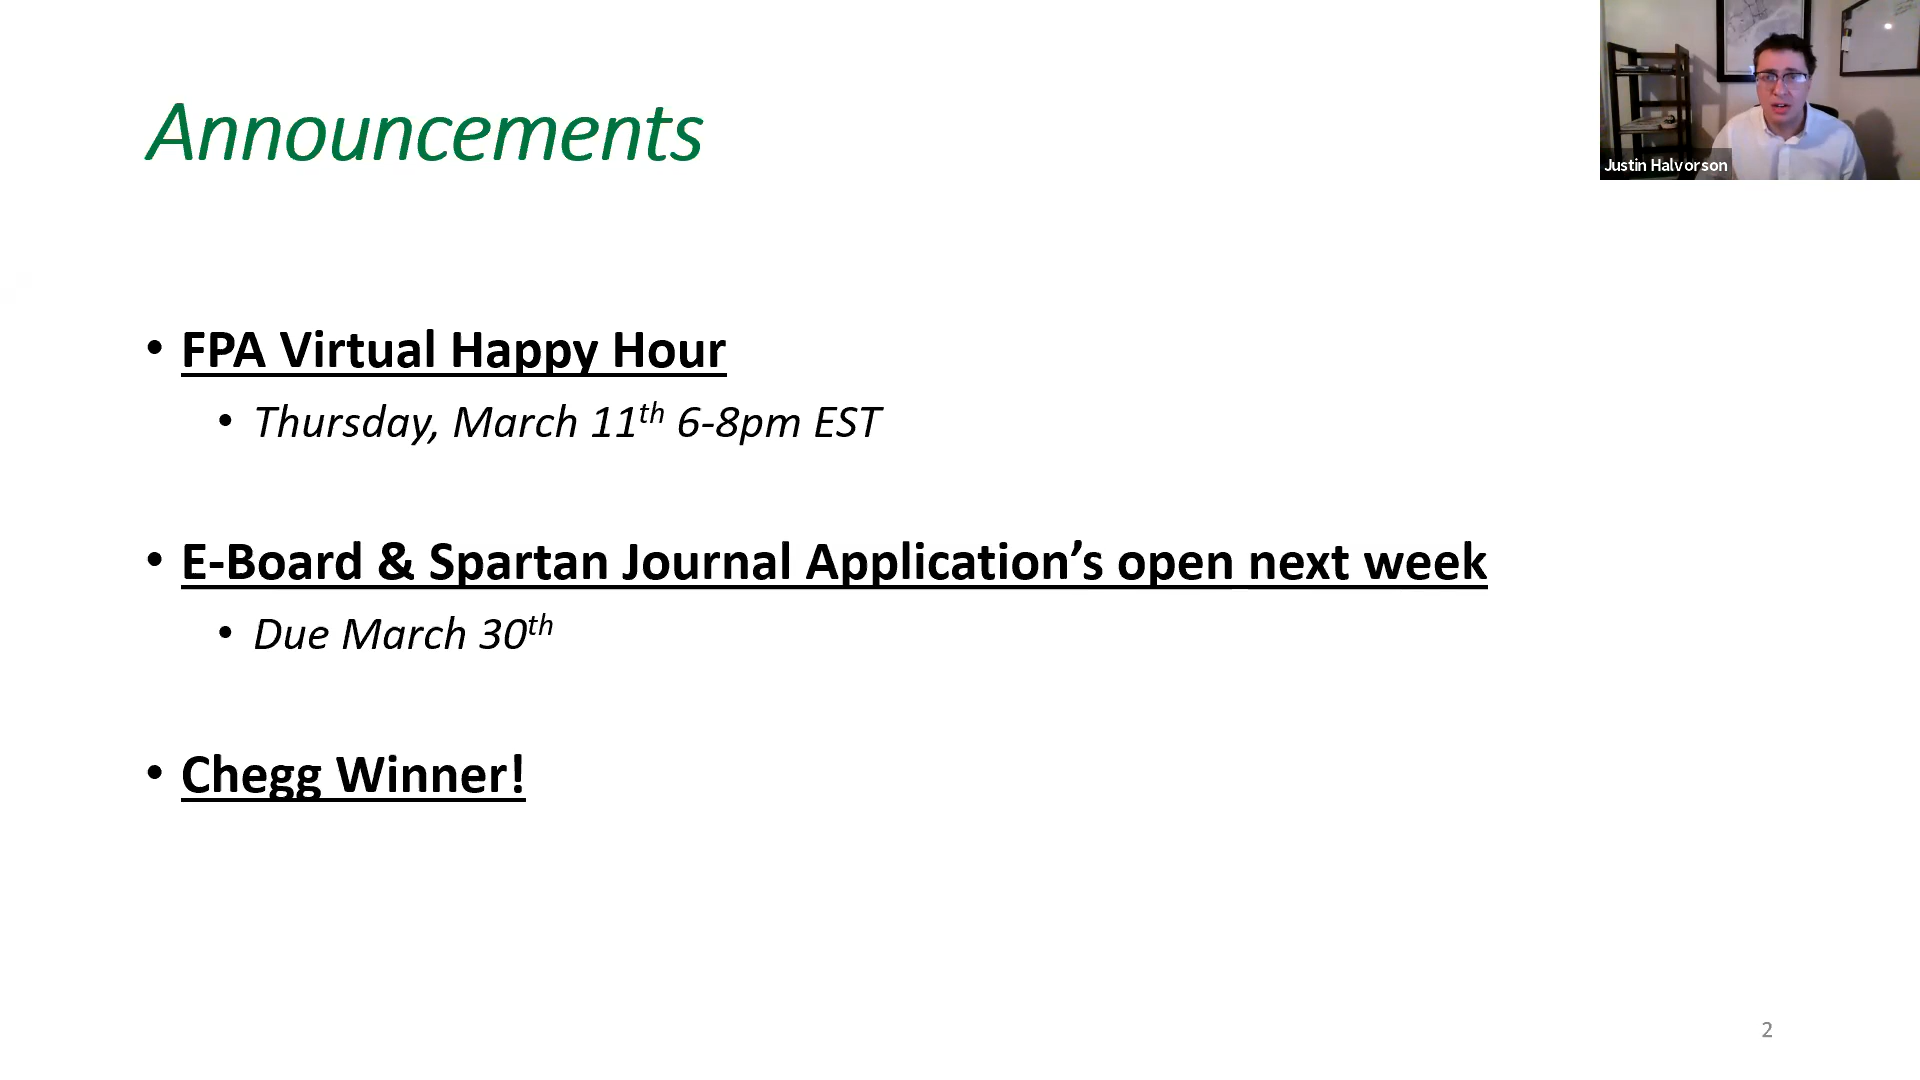 Announcements
Justin Halvorson
• FPA Virtual Happy Hour
• Thursday, March 11th 6-8pm EST
• E-Board & Spartan Journal Application’s open next week
• Due March 30th
• Chegg Winner!
2